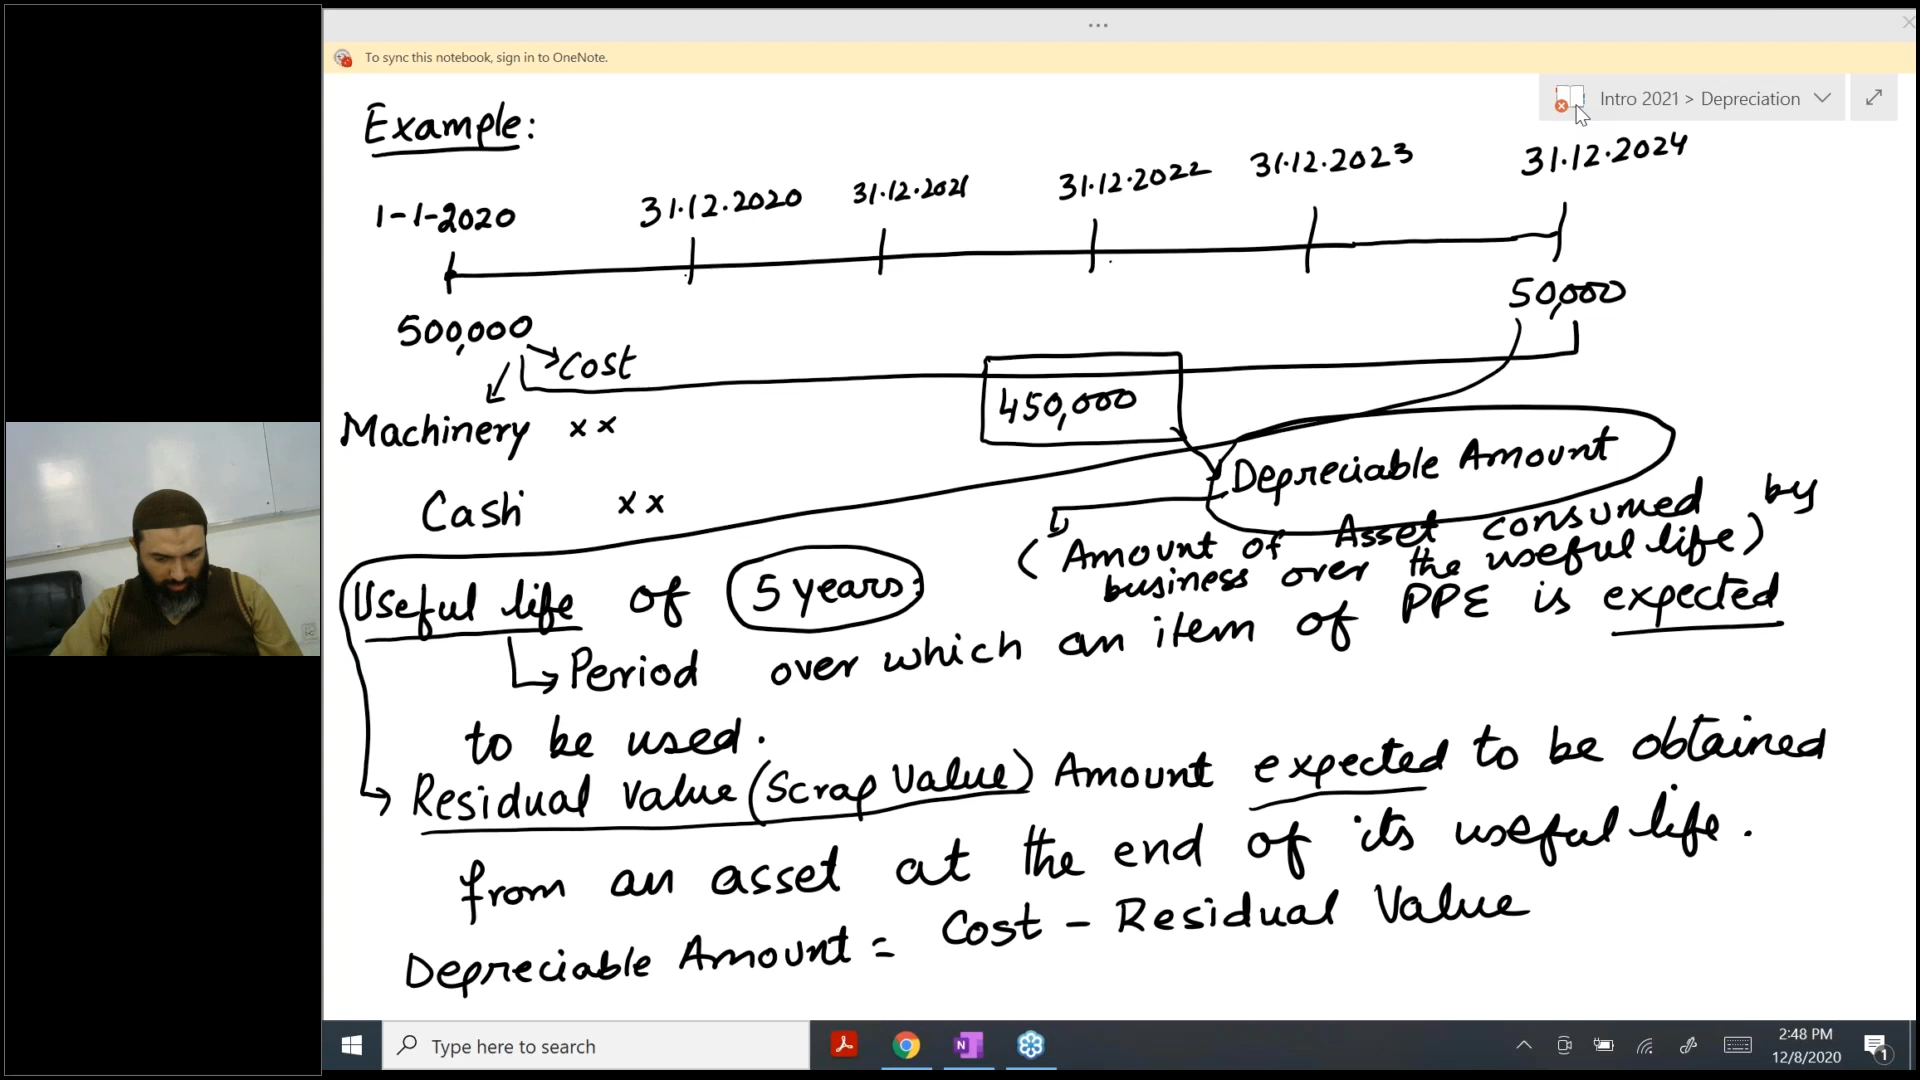 To sync this notebook, sign in to OneNote.
Intro 2021 > Depreciation
Example:
1-1-2020 31.12.2020 31.12.2021 31.12.2022 31.12.2023 31.12.2024
500,000 50,000
Cost
450,000
Machinery xx
Depreciable Amount
Cash xx
(Amount of Asset consumed by
business over the useful life)
Useful life of 5 years:
Period over which an item of PPE is expected
to be used.
Residual Value (Scrap Value) Amount expected to be obtained
from an asset at the end of its useful life.
Depreciable Amount = Cost - Residual Value
Type here to search
N
2:48 PM
12/8/2020
1